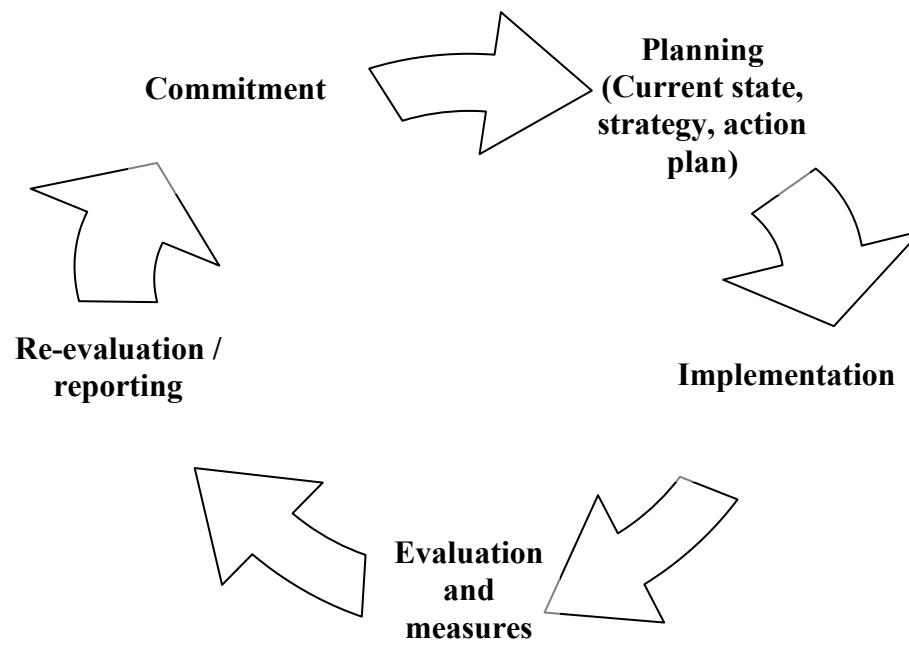 Commitment
Planning
(Current state,
strategy, action
plan)
Implementation
Evaluation
and
measures
Re-evaluation /
reporting